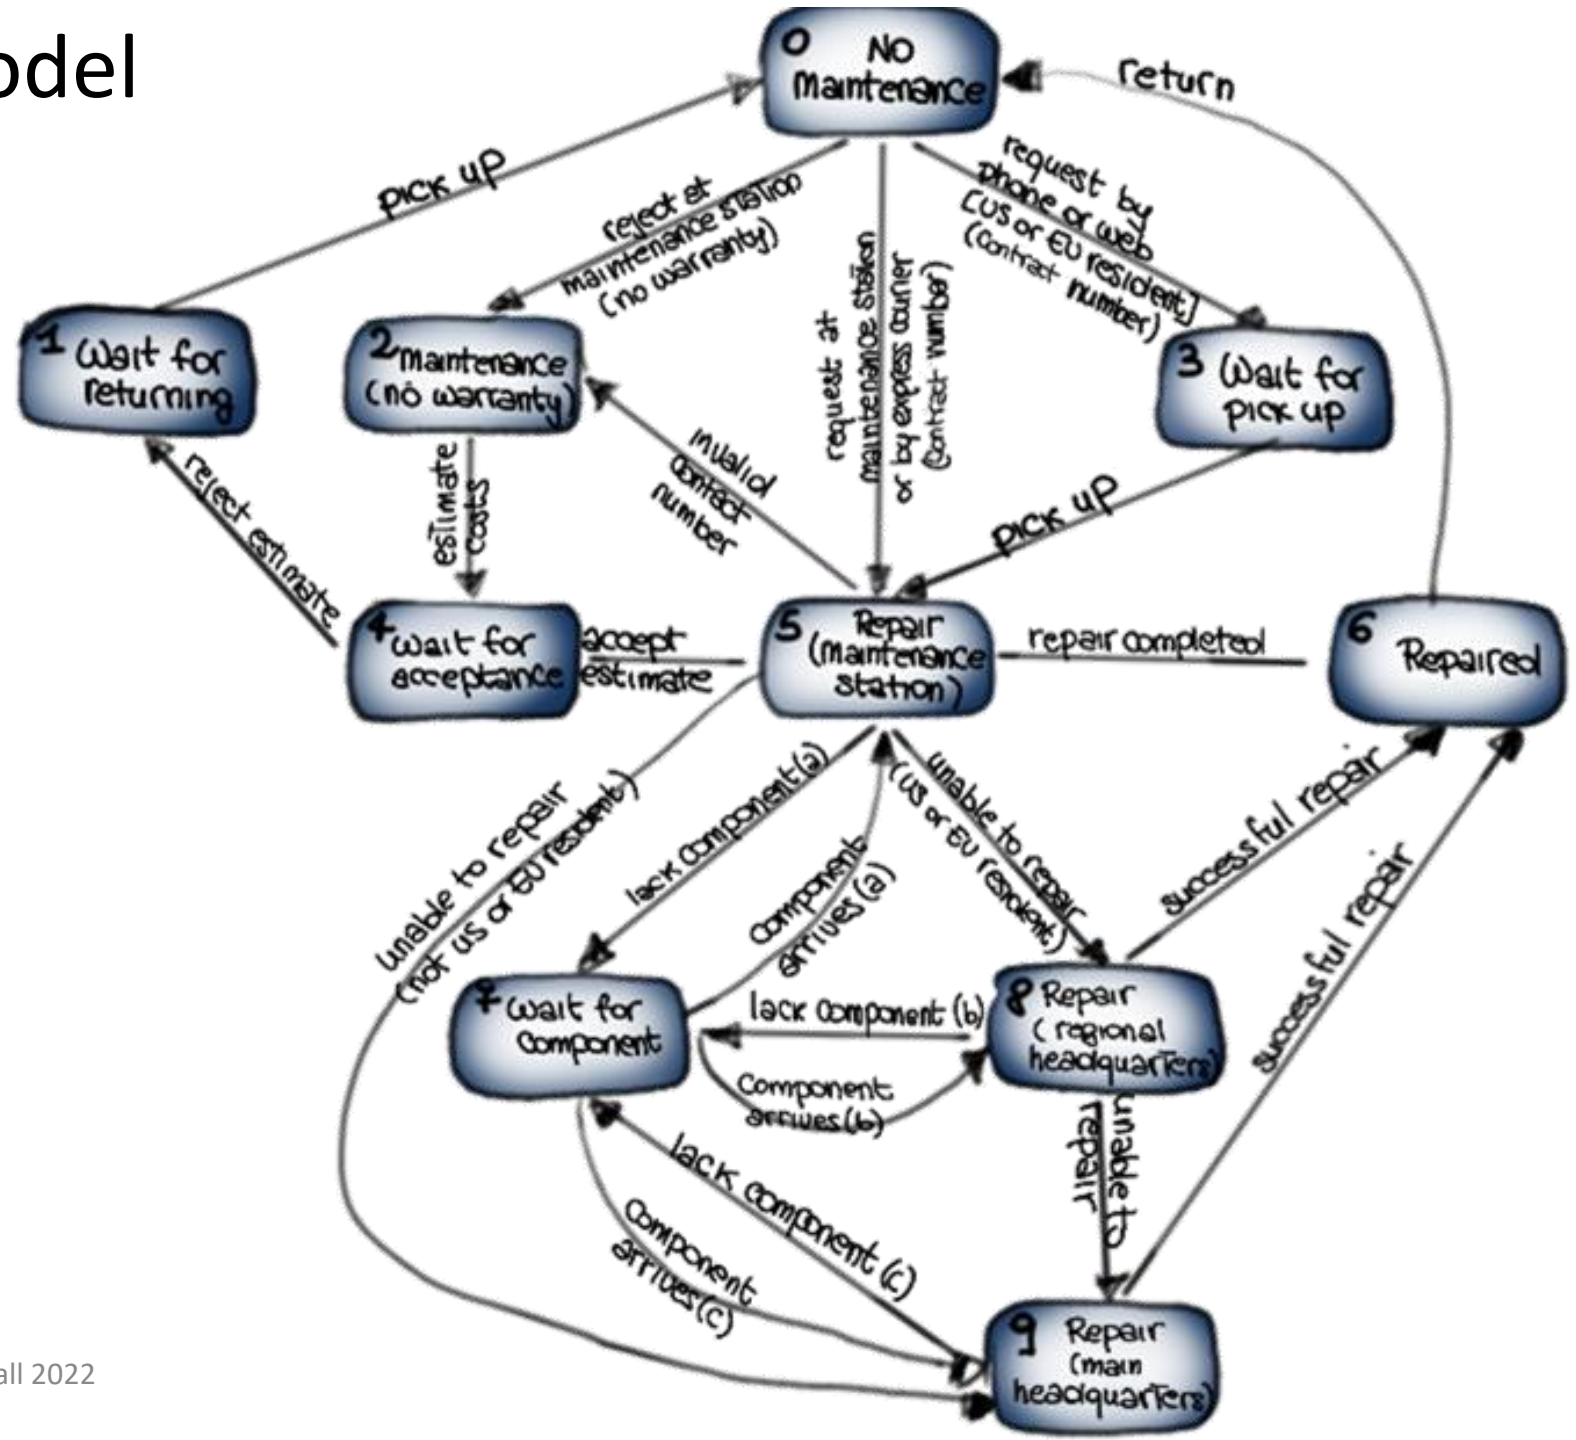 odel
0 NO
Maintenance
return
pick up
reject at
maintenance station
(no warranty)
request at
maintenance station
or by express courier
(contract number)
request by
phone or web
[US or EU resident]
(contract number)
1 Wait for
returning
2 maintenance
(no warranty)
3 Wait for
pick up
reject estimate
estimate
costs
invalid
contract
number
pick up
4 wait for
acceptance
accept
estimate
5 Repair
(maintenance
station)
repair completed
6 Repaired
unable to repair
(not US or EU resident)
lack component(a)
component
arrives(a)
unable to repair
(US or EU resident)
successful repair
successful repair
7 wait for
component
lack component (b)
component
arrives(b)
8 Repair
(regional
headquarters)
unable to
repair
lack component (c)
component
arrives(c)
9 Repair
(main
headquarters)
all 2022